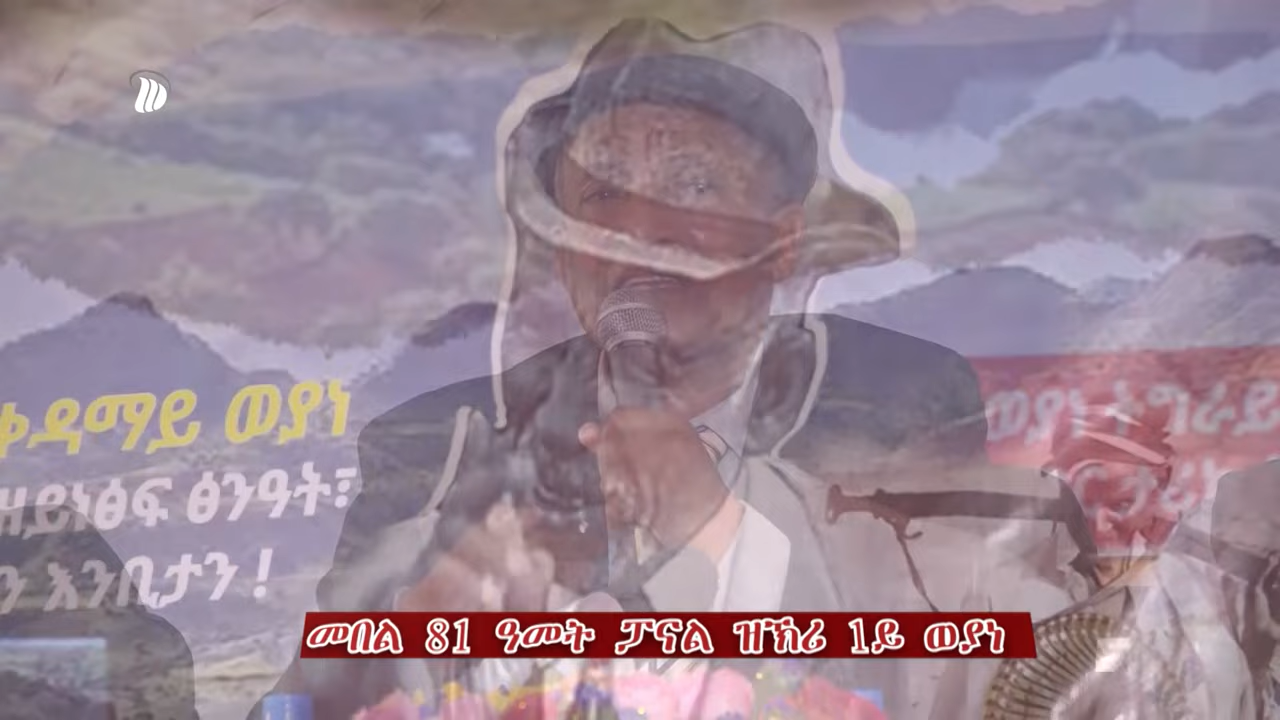 ቀዳማይ ወያነ
ዘይነፅፍ ፅንዓት፣
እንቢታን !
ወያነ ትግራይ
መበል 81 ዓመት ፓናል ዝኽሪ 1ይ ወያነ